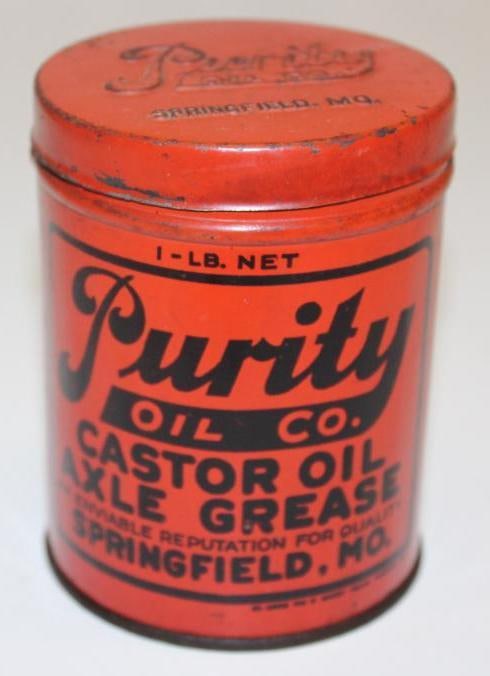 Purity
SPRINGFIELD, MO.
1-LB. NET
Purity
OIL CO.
CASTOR OIL
AXLE GREASE
ENVIABLE REPUTATION FOR QUALITY
SPRINGFIELD, MO.